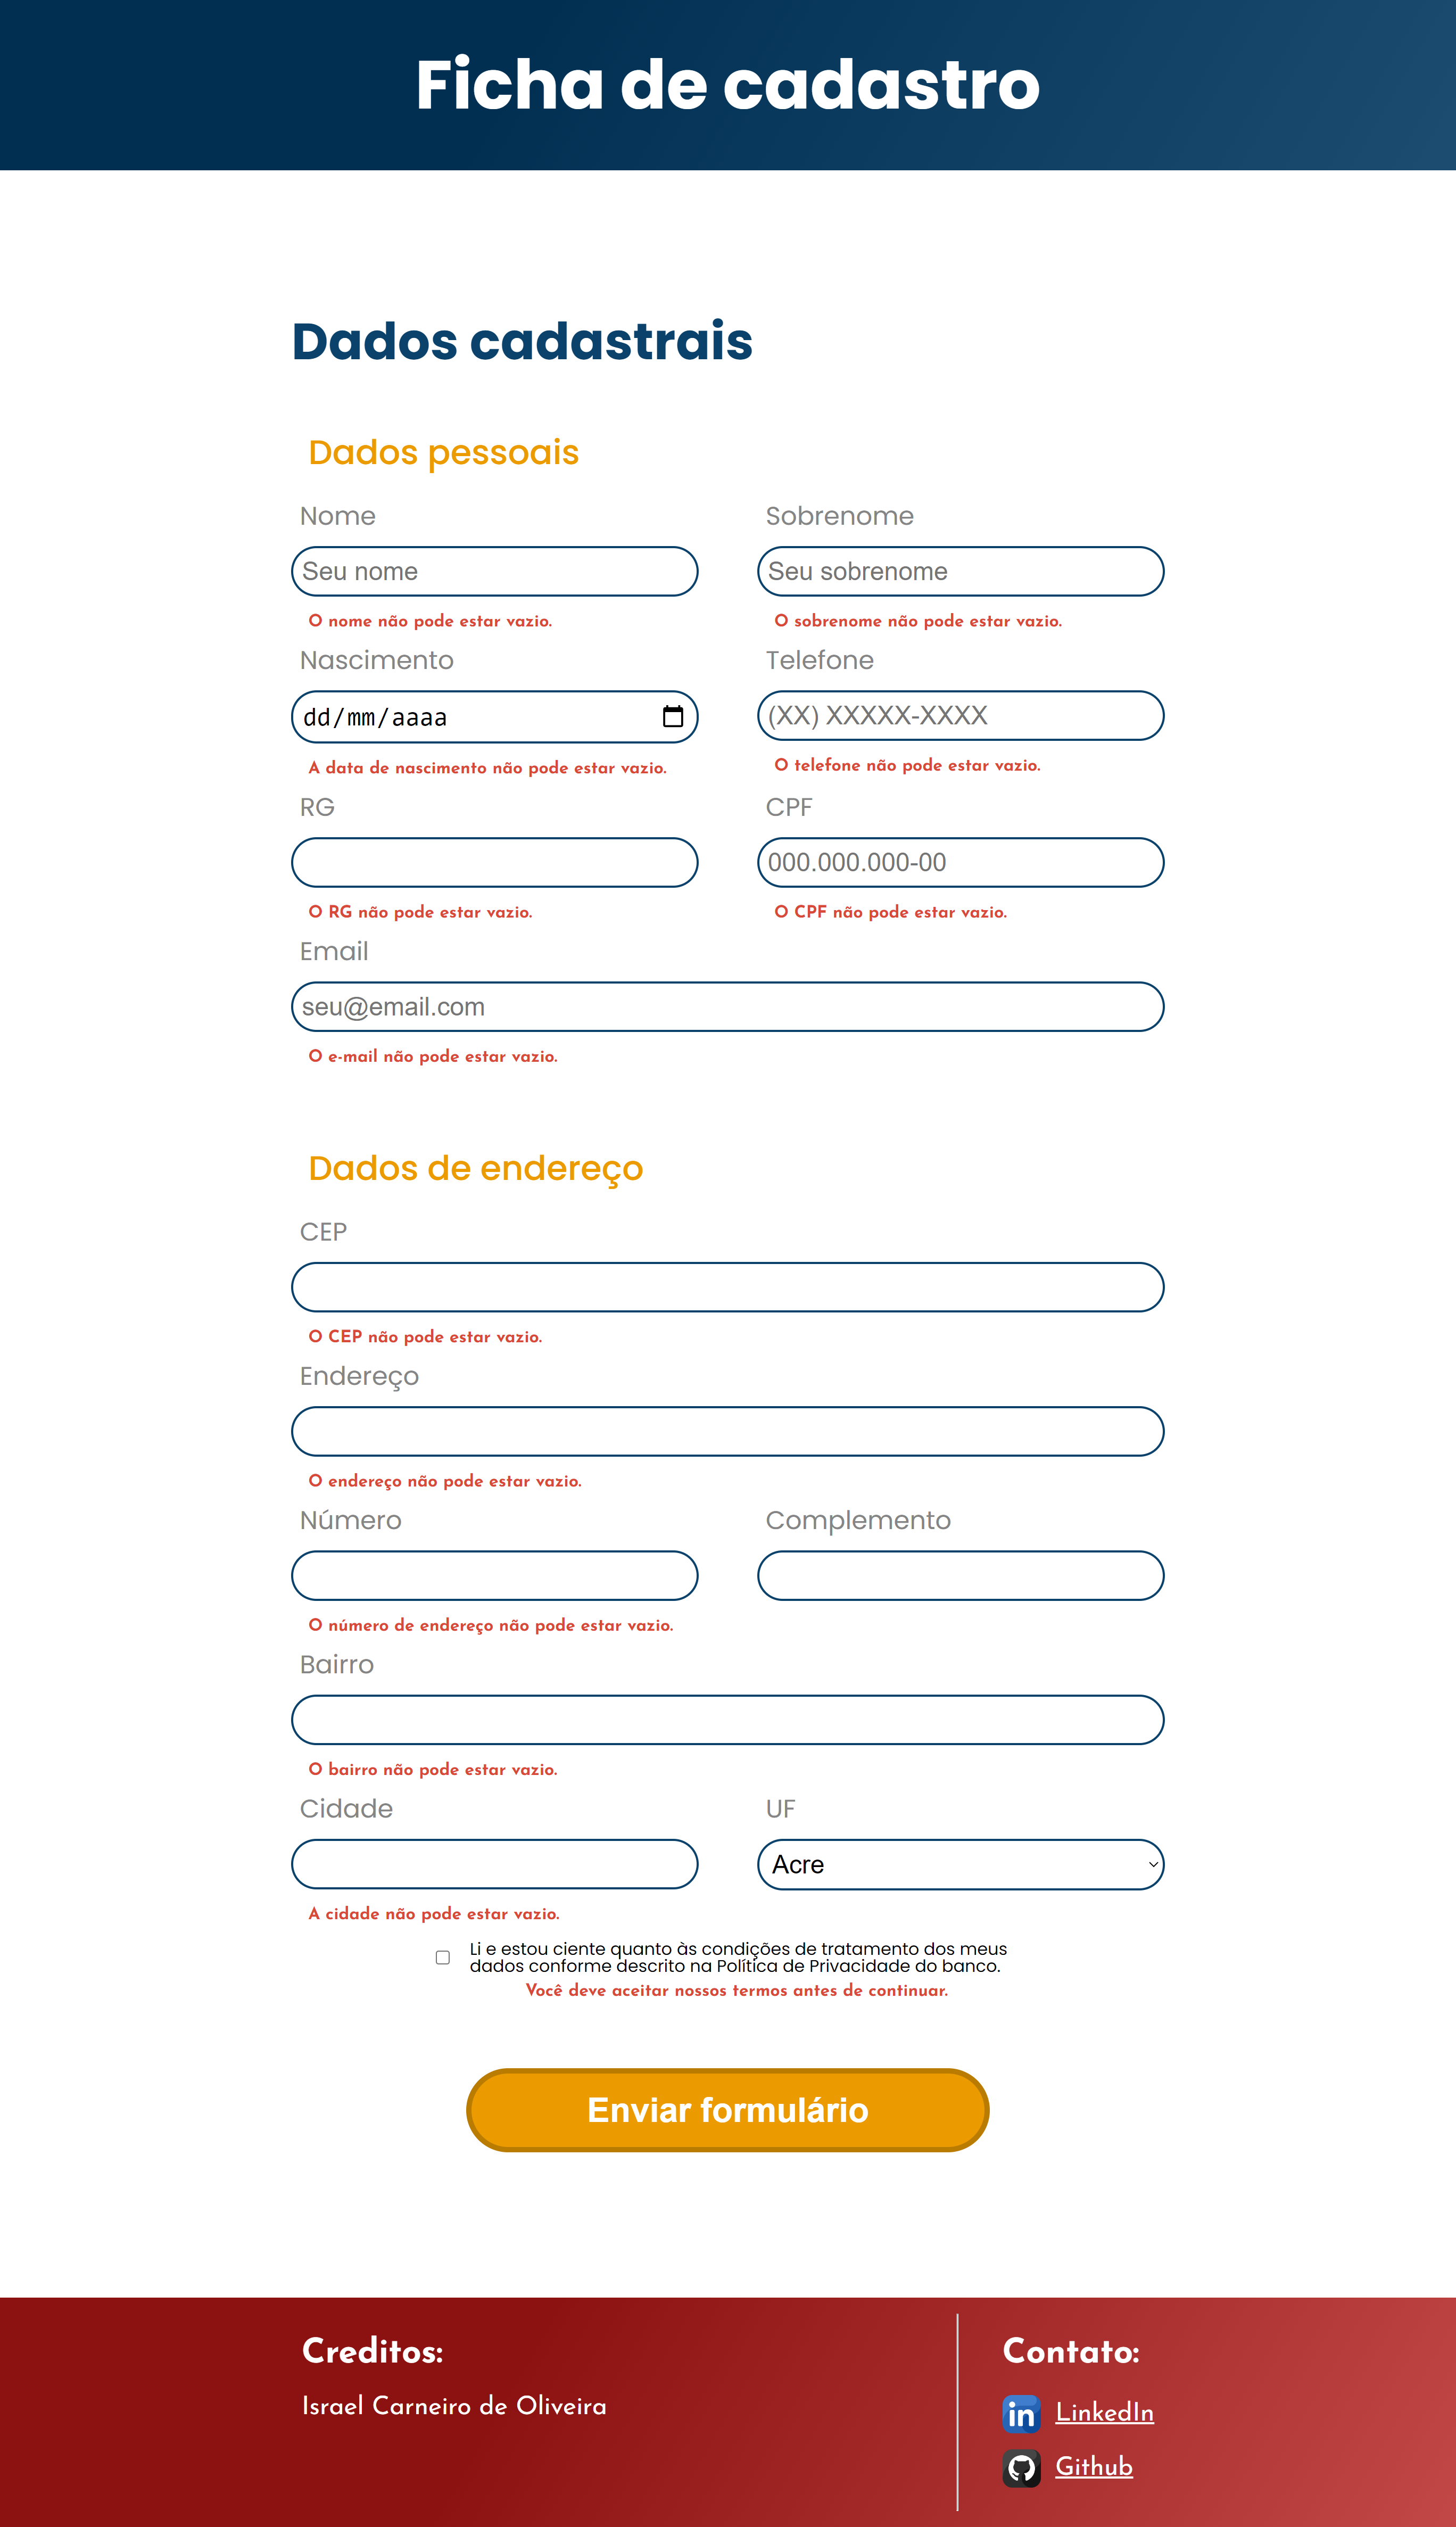 Ficha de cadastro
Dados cadastrais
Dados pessoais
Nome
Seu nome
O nome não pode estar vazio.
Sobrenome
Seu sobrenome
O sobrenome não pode estar vazio.
Nascimento
dd/mm/aaaa
A data de nascimento não pode estar vazio.
Telefone
(XX) XXXXX-XXXX
O telefone não pode estar vazio.
RG
O RG não pode estar vazio.
CPF
000.000.000-00
O CPF não pode estar vazio.
Email
seu@email.com
O e-mail não pode estar vazio.
Dados de endereço
CEP
O CEP não pode estar vazio.
Endereço
O endereço não pode estar vazio.
Número
O número de endereço não pode estar vazio.
Complemento
Bairro
O bairro não pode estar vazio.
Cidade
A cidade não pode estar vazio.
UF
Acre
Li e estou ciente quanto às condições de tratamento dos meus
dados conforme descrito na Política de Privacidade do banco.
Você deve aceitar nossos termos antes de continuar.
Enviar formulário
Creditos:
Israel Carneiro de Oliveira
Contato:
in LinkedIn
Github